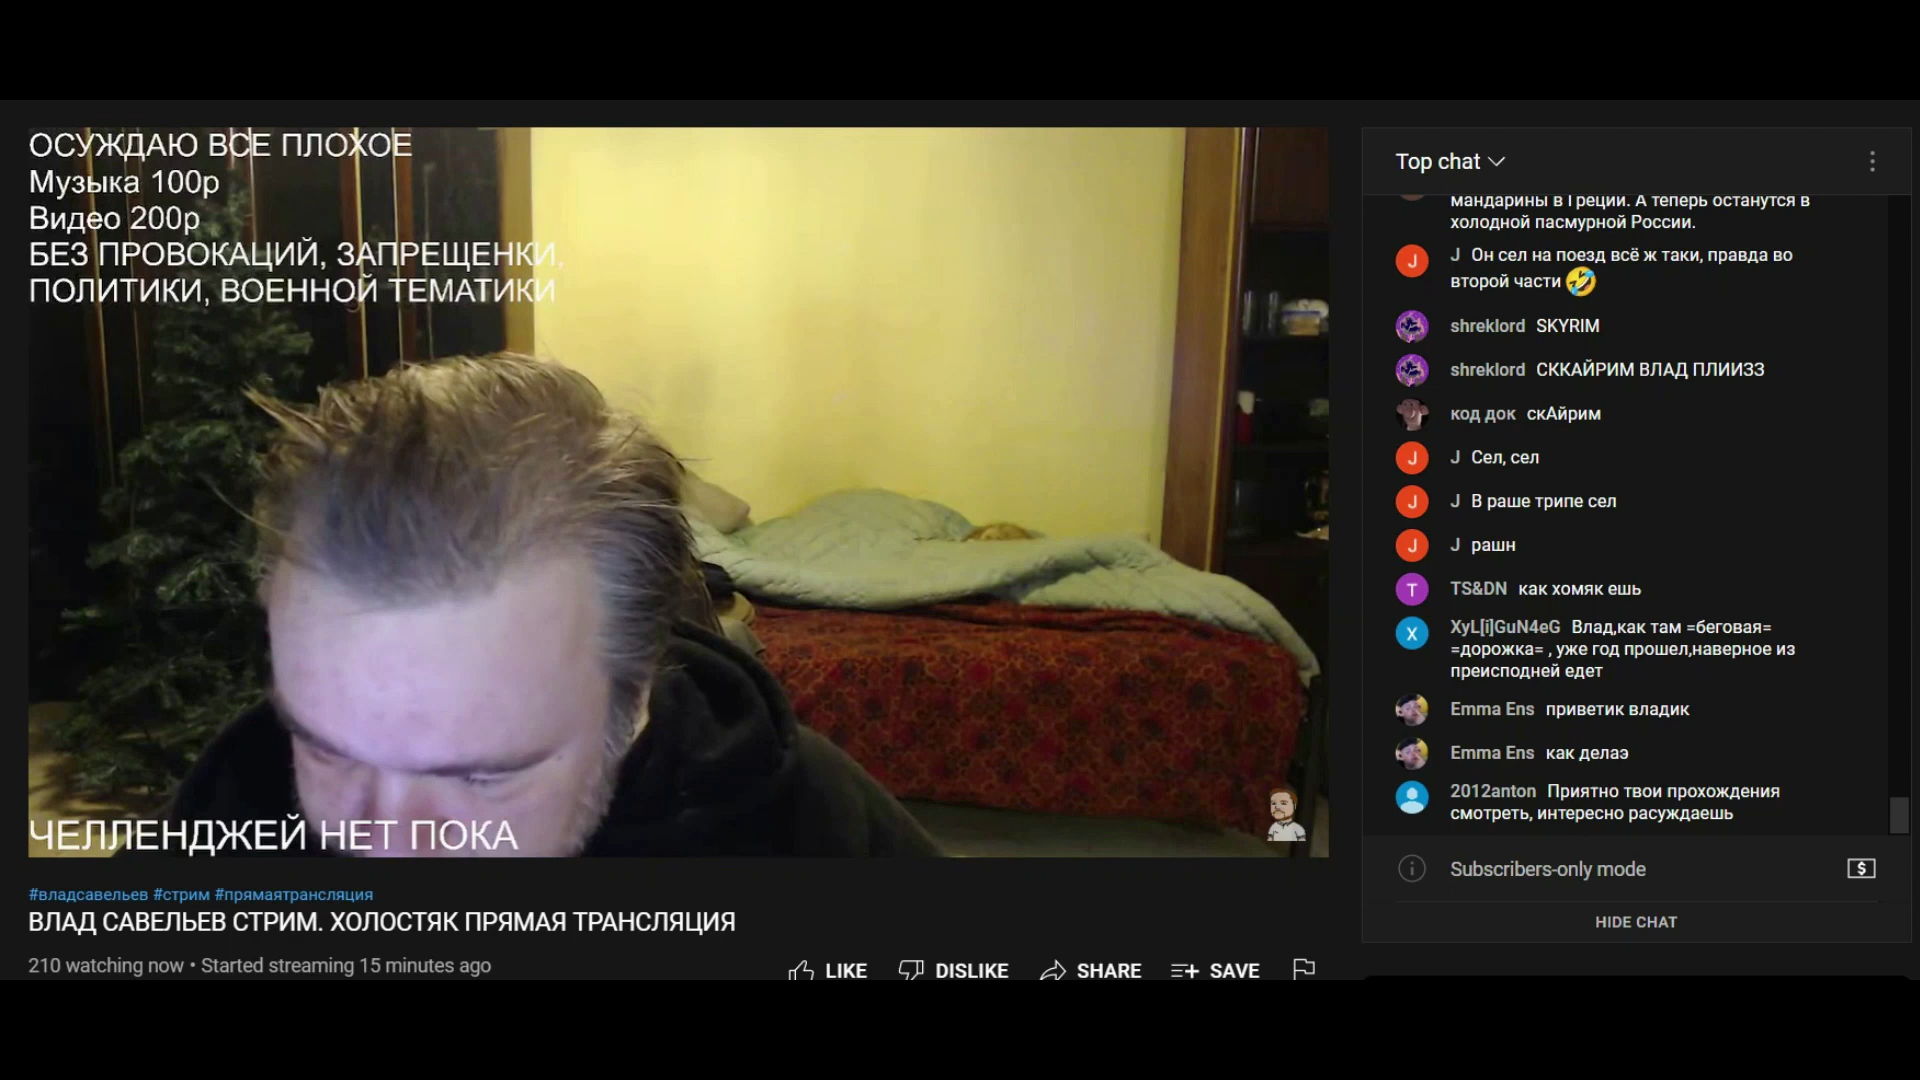 ОСУЖДАЮ ВСЕ ПЛОХОЕ
Музыка 100р
Видео 200р
БЕЗ ПРОВОКАЦИЙ, ЗАПРЕЩЕНКИ,
ПОЛИТИКИ, ВОЕННОЙ ТЕМАТИКИ
ЧЕЛЛЕНДЖЕЙ НЕТ ПОКА
#владсавельев #стрим #прямаятрансляция
ВЛАД САВЕЛЬЕВ СТРИМ. ХОЛОСТЯК ПРЯМАЯ ТРАНСЛЯЦИЯ
210 watching now • Started streaming 15 minutes ago
LIKE DISLIKE SHARE SAVE
Top chat
мандарины в Греции. А теперь останутся в
холодной пасмурной России.
J J Он сел на поезд всё ж таки, правда во
второй части 🤣
shreklord SKYRIM
shreklord СККАЙРИМ ВЛАД ПЛИИЗЗ
код док скАйрим
J J Сел, сел
J J В раше трипе сел
J J рашн
T TS&DN как хомяк ешь
X XyL[i]GuN4eG Влад,как там =беговая=
=дорожка= , уже год прошел,наверное из
преисподней едет
Emma Ens приветик владик
Emma Ens как делаэ
2012anton Приятно твои прохождения
смотреть, интересно расуждаешь
Subscribers-only mode
HIDE CHAT